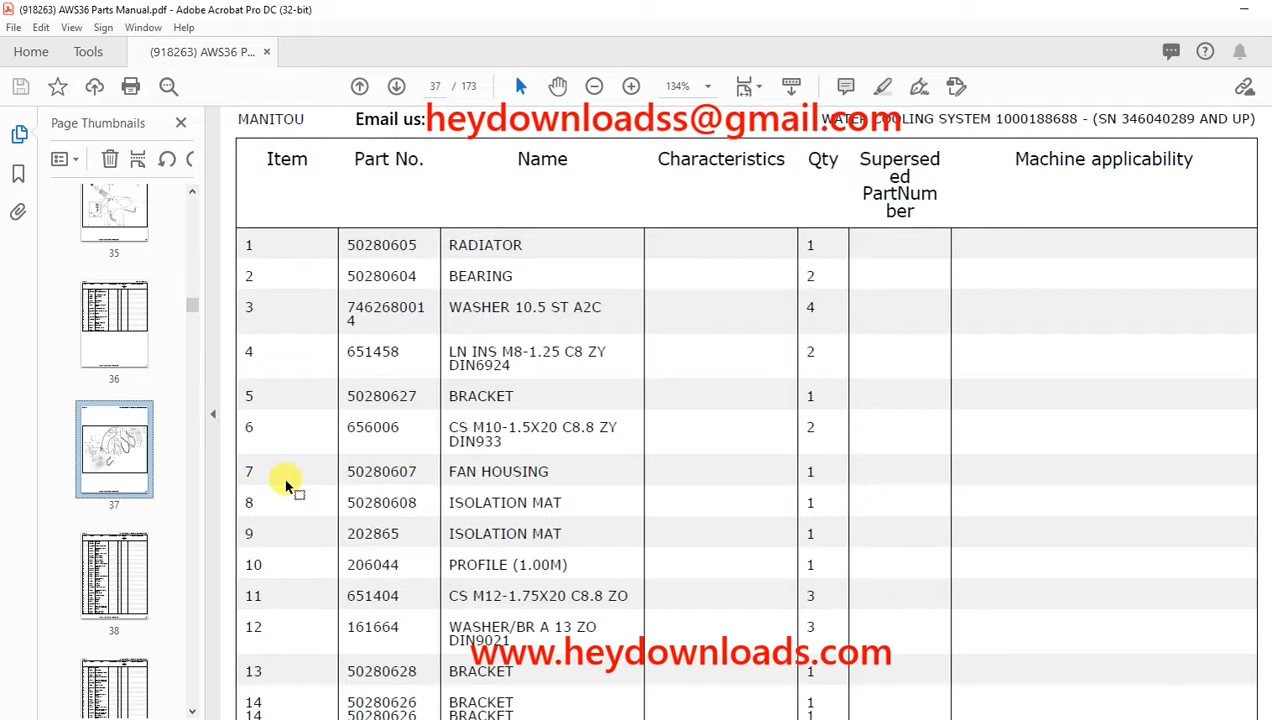 (918263) AWS36 Parts Manual.pdf - Adobe Acrobat Pro DC (32-bit)
File Edit View Sign Window Help
Home Tools (918263) AWS36 P... ×
37 / 173 134%
Page Thumbnails
MANITOU Email us: heydownloadss@gmail.com WATER COOLING SYSTEM 1000188688 - (SN 346040289 AND UP)
Item Part No. Name Characteristics Qty Supersed Machine applicability
ed
PartNum
ber
1 50280605 RADIATOR 1
2 50280604 BEARING 2
3 746268001 WASHER 10.5 ST A2C 4
4
4 651458 LN INS M8-1.25 C8 ZY 2
DIN6924
5 50280627 BRACKET 1
6 656006 CS M10-1.5X20 C8.8 ZY 2
DIN933
7 50280607 FAN HOUSING 1
8 50280608 ISOLATION MAT 1
9 202865 ISOLATION MAT 1
10 206044 PROFILE (1.00M) 1
11 651404 CS M12-1.75X20 C8.8 ZO 3
12 161664 WASHER/BR A 13 ZO 3
DIN9021
www.heydownloads.com
13 50280628 BRACKET 1
14 50280626 BRACKET 1
14 50280626 BRACKET 1
35
36
37
38